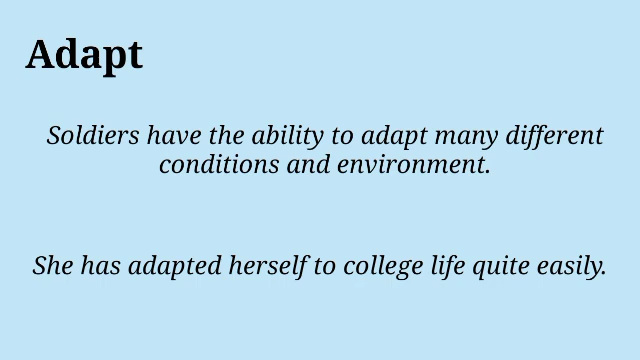 Adapt
Soldiers have the ability to adapt many different
conditions and environment.
She has adapted herself to college life quite easily.